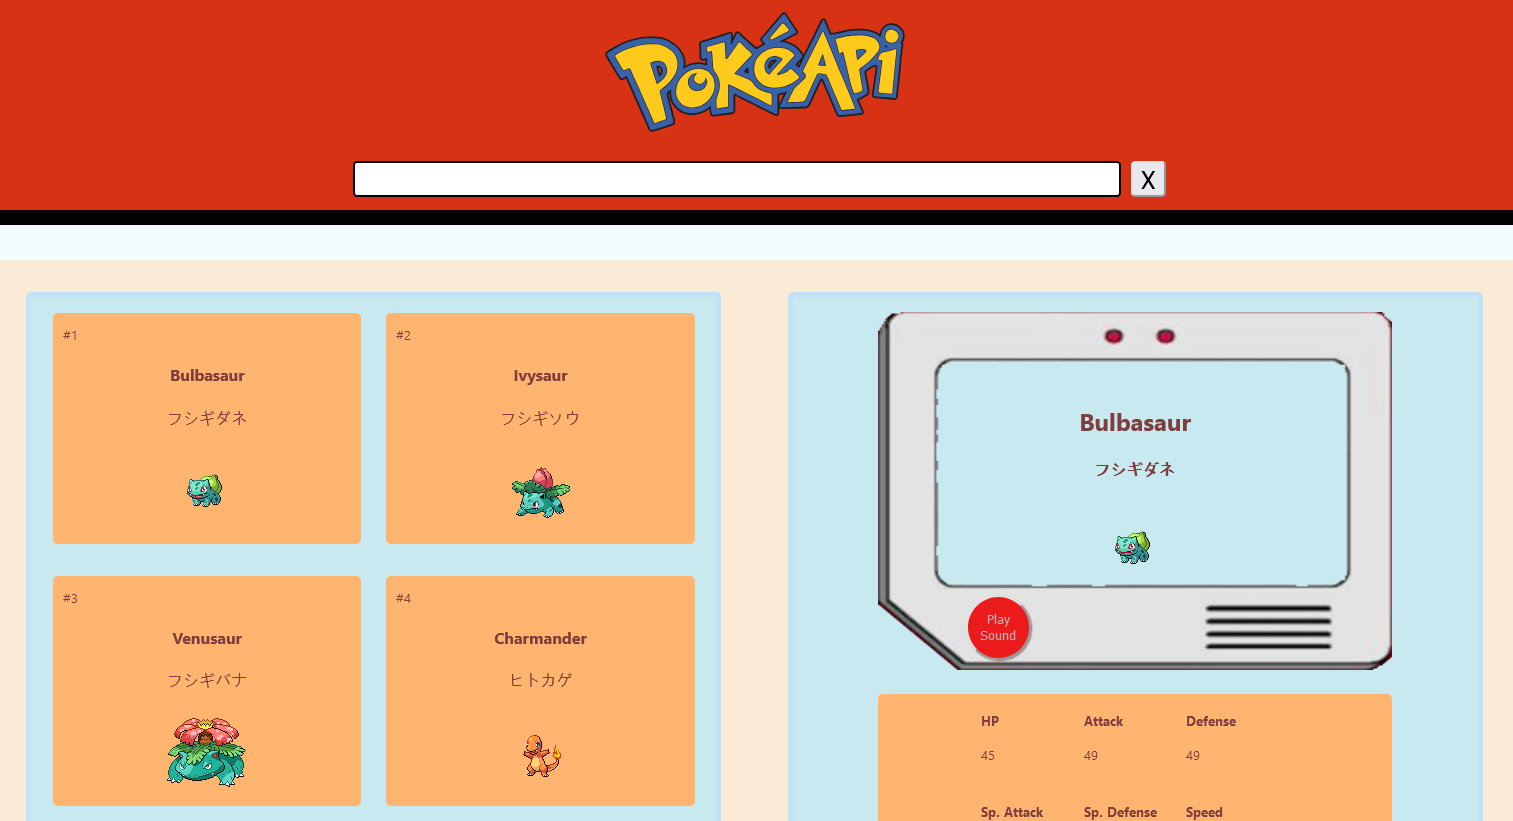 PokéApi
X
#1
Bulbasaur
フシギダネ
#2
Ivysaur
フシギソウ
#3
Venusaur
フシギバナ
#4
Charmander
ヒトカゲ
Bulbasaur
フシギダネ
Play
Sound
HP
Attack
Defense
45
49
49
Sp. Attack
Sp. Defense
Speed